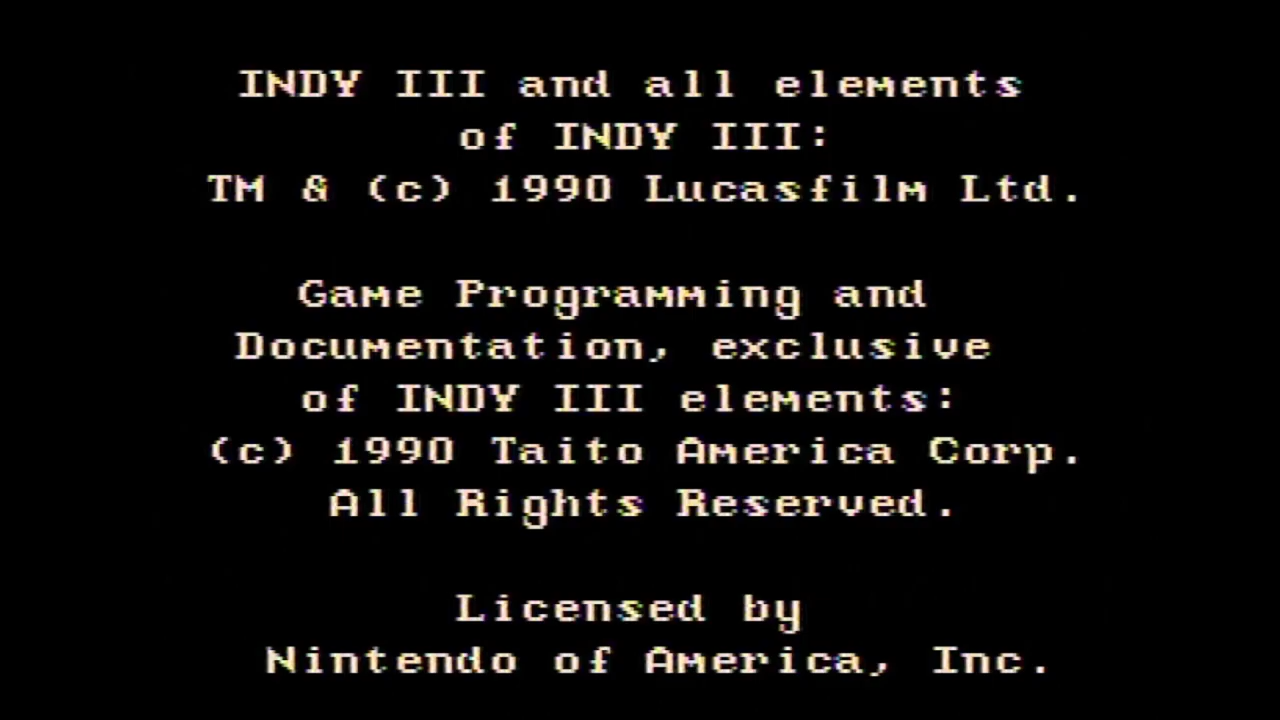 INDY III and all elements
of INDY III:
TM & (c) 1990 Lucasfilm Ltd.
Game Programming and
Documentation, exclusive
of INDY III elements:
(c) 1990 Taito America Corp.
All Rights Reserved.
Licensed by
Nintendo of America, Inc.